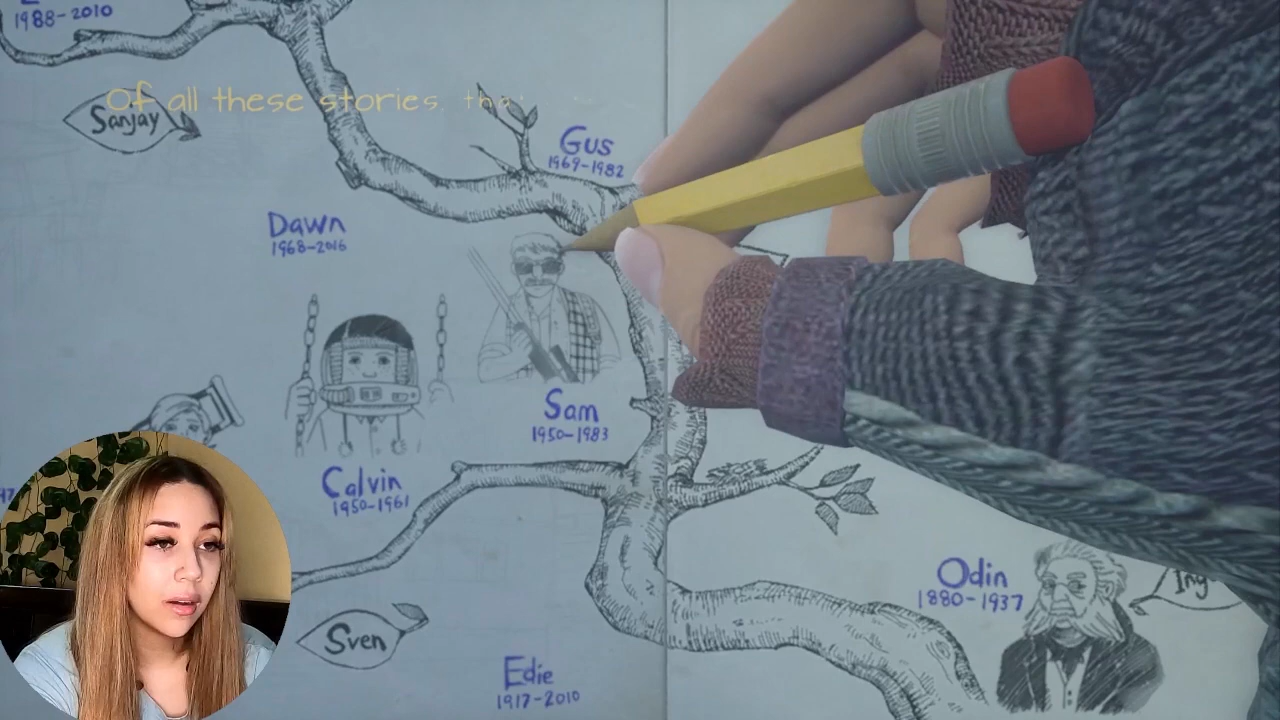 1988-2010
Of all these stories, tha
Sanjay
Gus
1969-1982
Dawn
1968-2016
Sam
1950-1983
Calvin
1950-1961
Odin
1880-1937
Sven
Edie
1917-2010